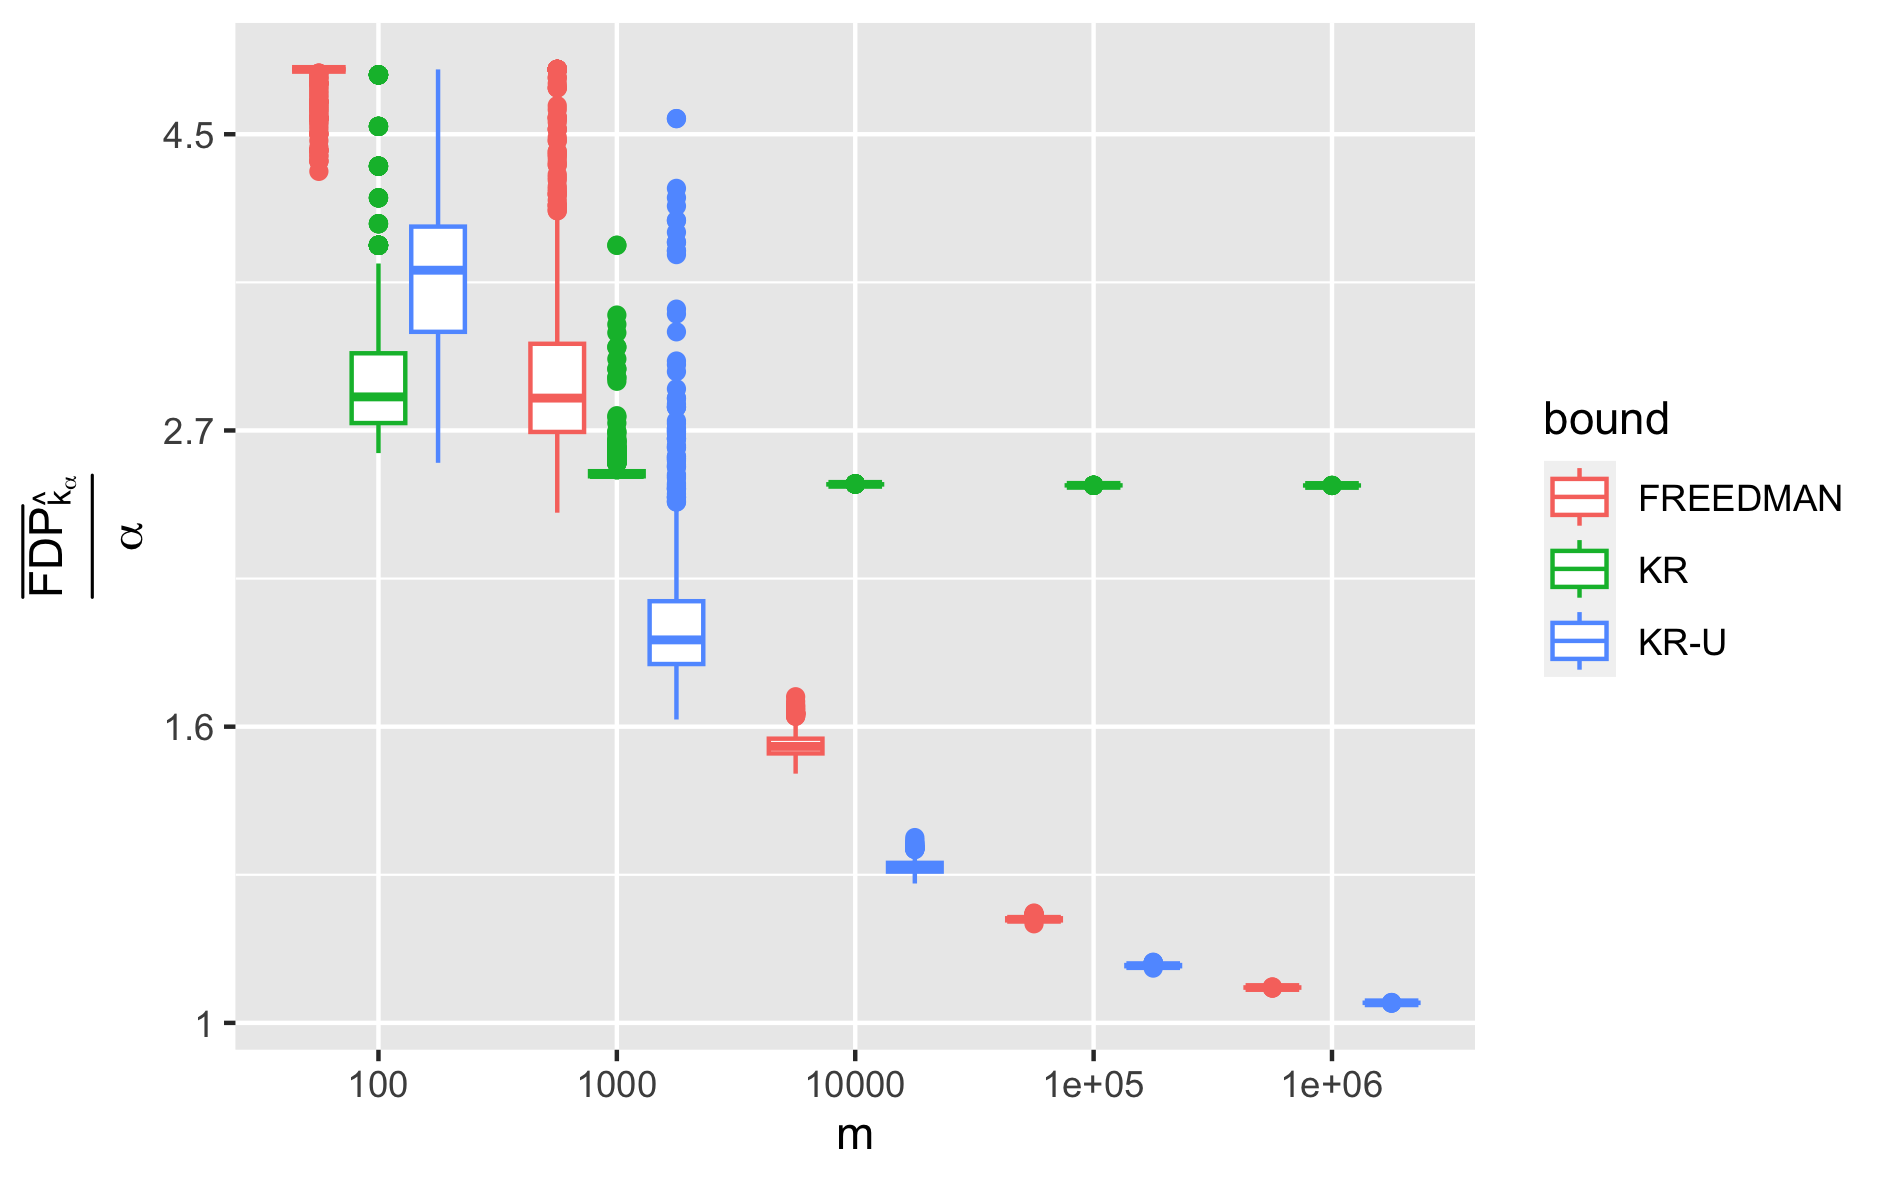 4.5
2.7
1.6
1
100
1000
10000
1e+05
1e+06
m
FDP k̂α
α
bound
FREEDMAN
KR
KR-U